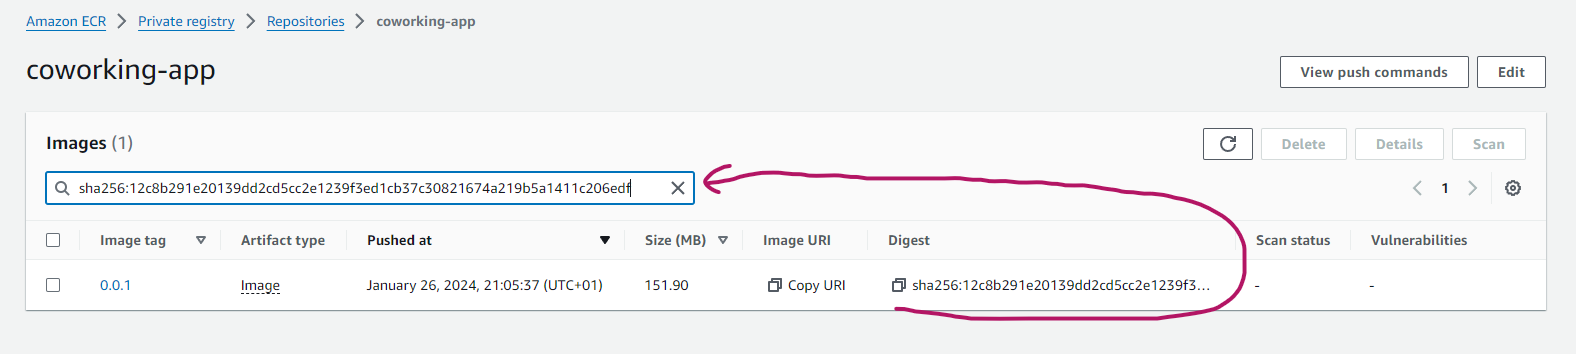 Amazon ECR > Private registry > Repositories > coworking-app
coworking-app
View push commands
Edit
Images (1)
Delete
Details
Scan
sha256:12c8b291e20139dd2cd5cc2e1239f3ed1cb37c30821674a219b5a1411c206edf
1
Image tag Artifact type Pushed at Size (MB) Image URI Digest Scan status Vulnerabilities
0.0.1 Image January 26, 2024, 21:05:37 (UTC+01) 151.90 Copy URI sha256:12c8b291e20139dd2cd5cc2e1239f3... - -